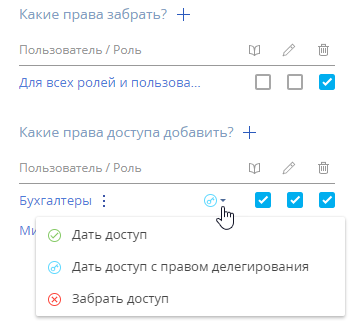 Какие права забрать? +
Пользователь / Роль
Для всех ролей и пользова...
Какие права доступа добавить? +
Пользователь / Роль
Бухгалтеры
Ми
Дать доступ
Дать доступ с правом делегирования
Забрать доступ